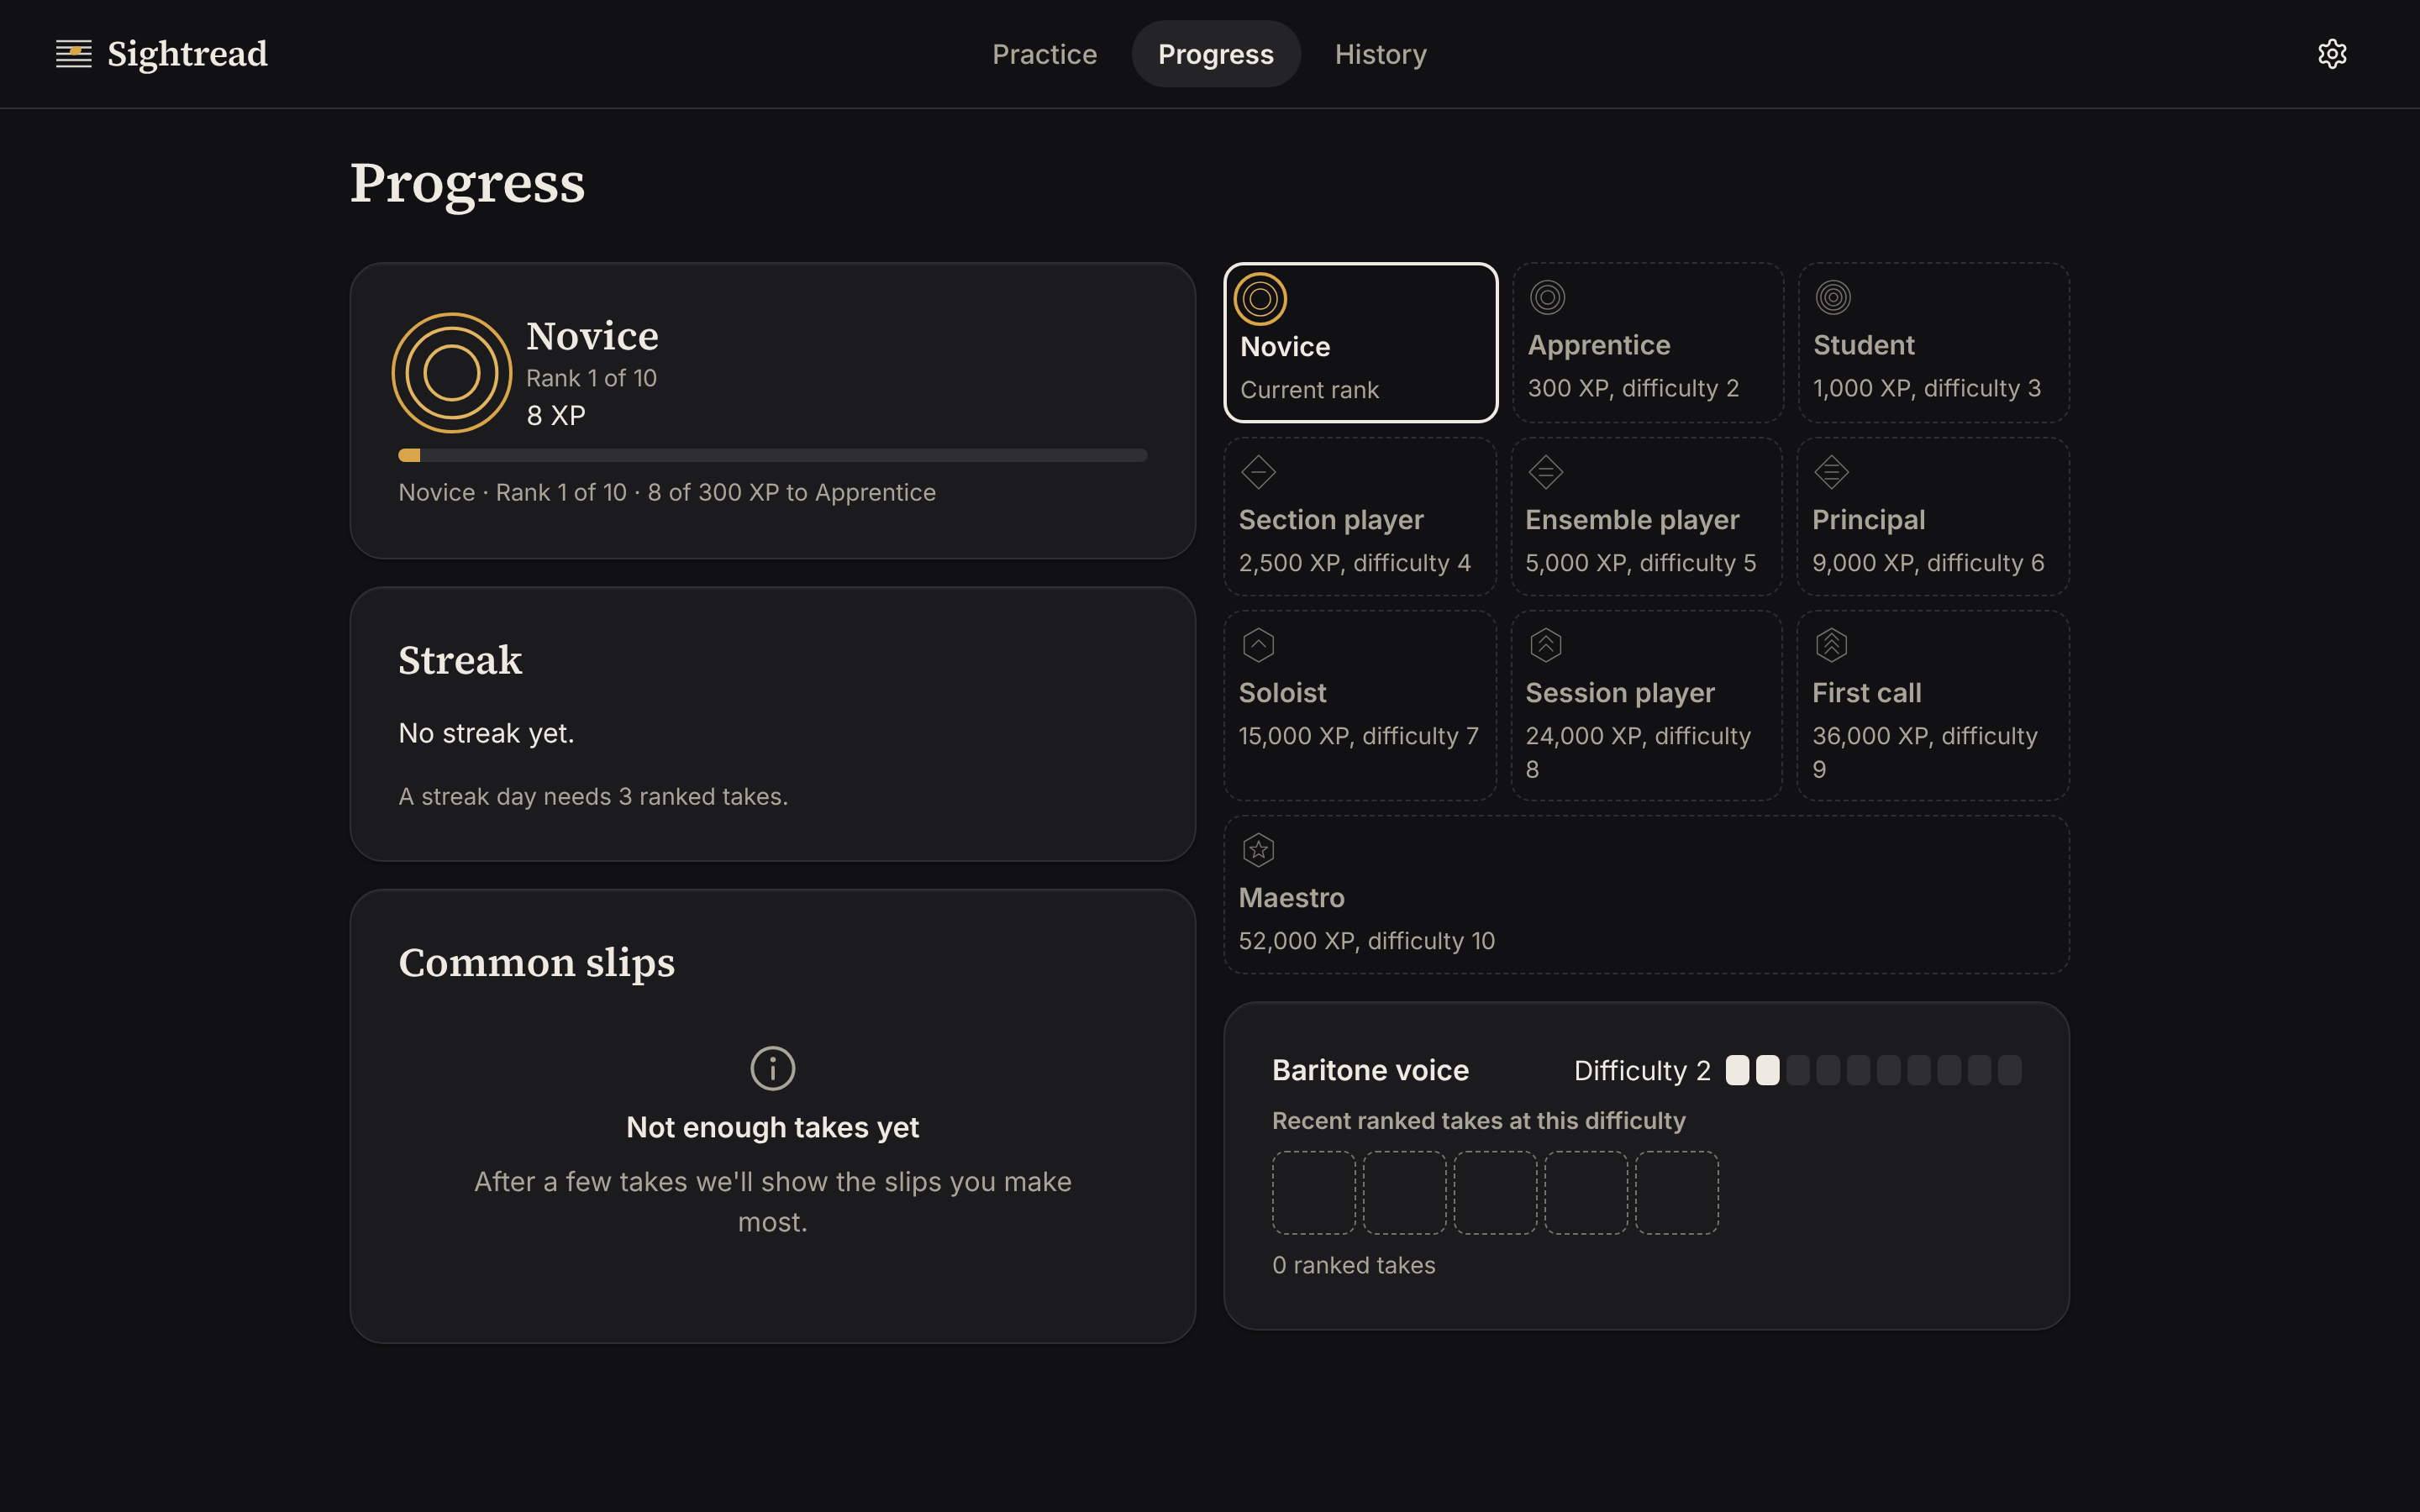 Sightread
Practice
Progress
History
Progress
Novice
Rank 1 of 10
8 XP
Novice · Rank 1 of 10 · 8 of 300 XP to Apprentice
Streak
No streak yet.
A streak day needs 3 ranked takes.
Common slips
Not enough takes yet
After a few takes we'll show the slips you make
most.
Novice
Current rank
Apprentice
300 XP, difficulty 2
Student
1,000 XP, difficulty 3
Section player
2,500 XP, difficulty 4
Ensemble player
5,000 XP, difficulty 5
Principal
9,000 XP, difficulty 6
Soloist
15,000 XP, difficulty 7
Session player
24,000 XP, difficulty
8
First call
36,000 XP, difficulty
9
Maestro
52,000 XP, difficulty 10
Baritone voice
Difficulty 2
Recent ranked takes at this difficulty
0 ranked takes